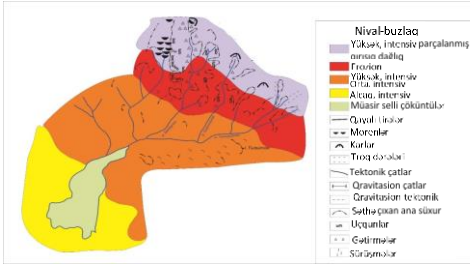 Nival-buzlaq
Yüksək, intensiv parçalanmış
qırışıq dağlıq
Erozion
Yüksək, intensiv
Orta, intensiv
Alçaq, intensiv
Müasir selli çöküntülər
Qayalı tirələr
Morenlər
Karlar
Troq dərələri
Tektonik çatlar
Qravitasion çatlar
Qravitasion tektonik
Səthə çıxan ana süxur
Uçqunlar
Gətirmələr
Sürüşmələr